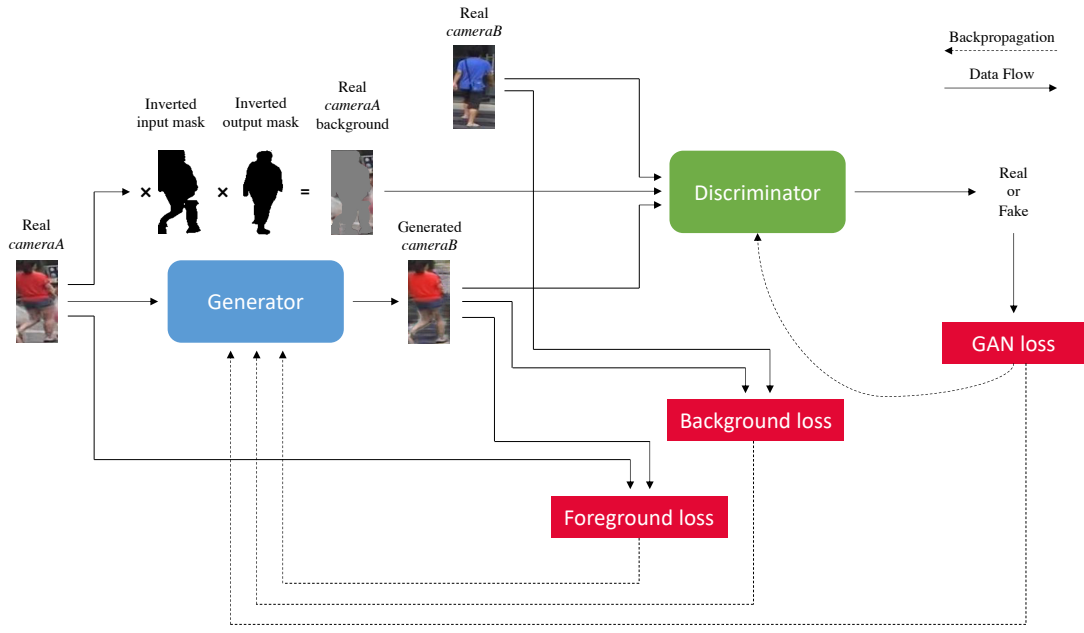 Real
cameraB
Backpropagation
Data Flow
Inverted
input mask
Inverted
output mask
Real
cameraA
background
×
×
=
Discriminator
Real
or
Fake
Real
cameraA
Generator
Generated
cameraB
GAN loss
Background loss
Foreground loss